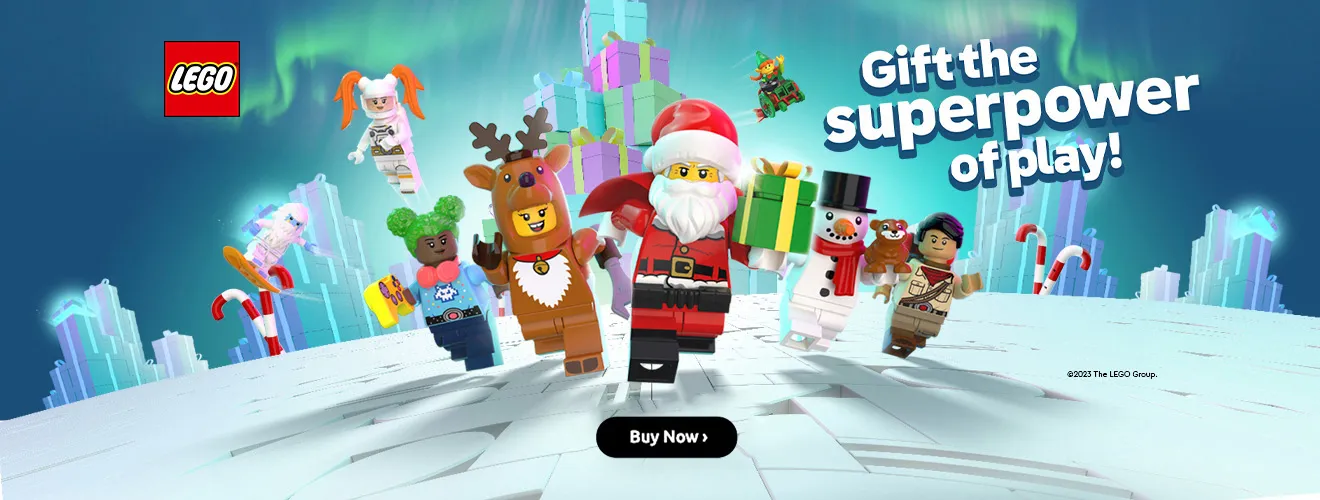 LEGO
Gift the
superpower
of play!
©2023 The LEGO Group.
Buy Now ›